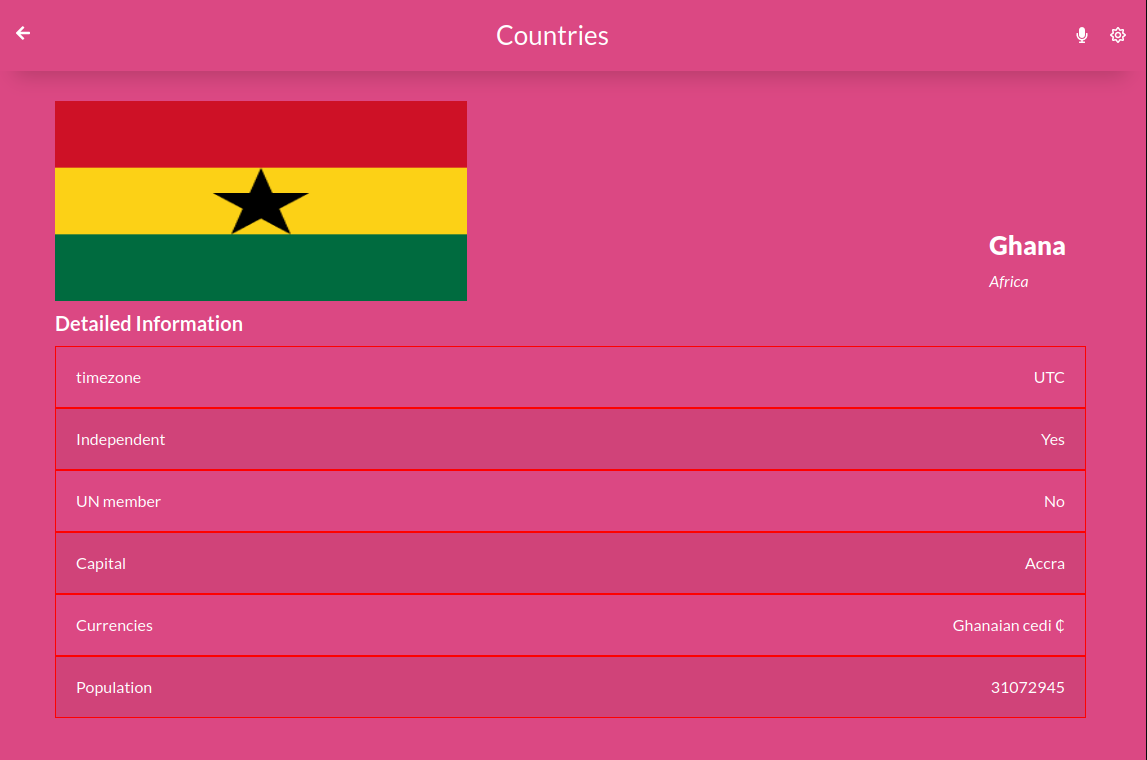 Countries
Ghana
Africa
Detailed Information
timezone UTC
Independent Yes
UN member No
Capital Accra
Currencies Ghanaian cedi ₵
Population 31072945